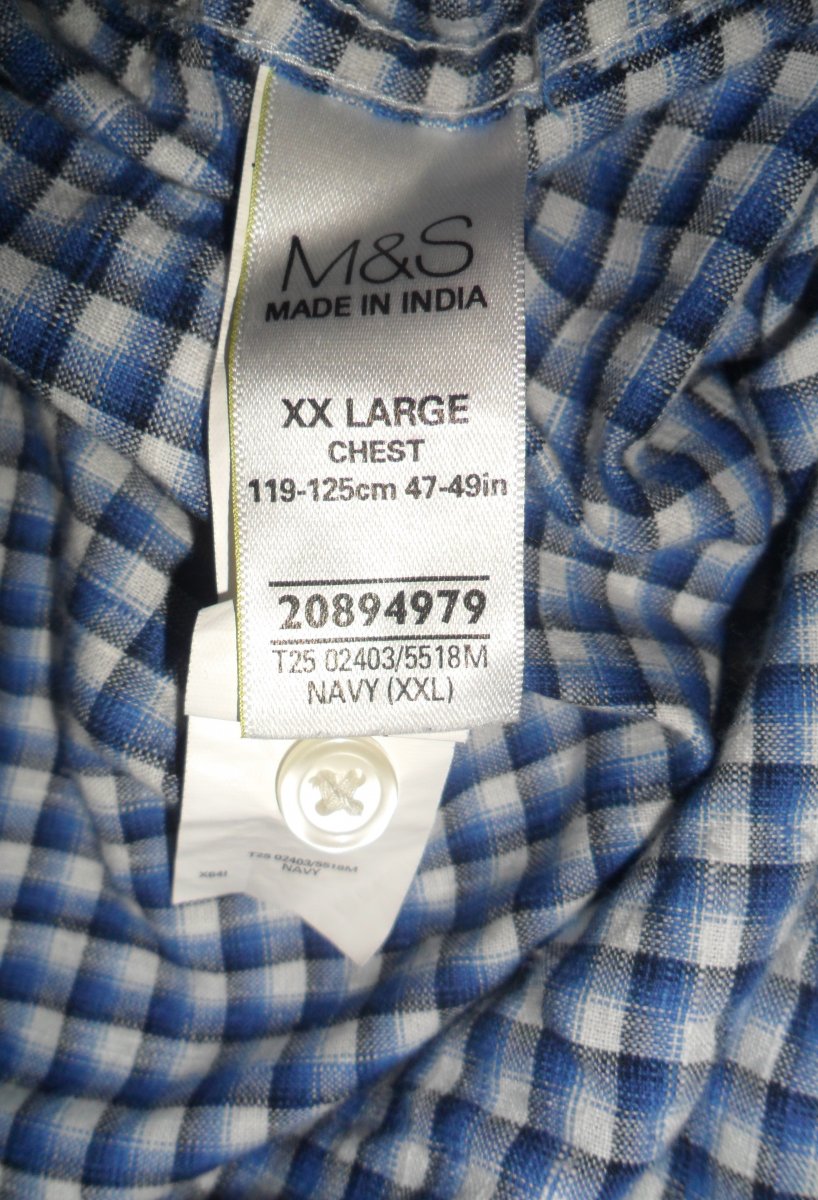 M&S
MADE IN INDIA
XX LARGE
CHEST
119-125cm 47-49in
20894979
T25 02403/5518M
NAVY (XXL)
T25 02403/5518M
NAVY